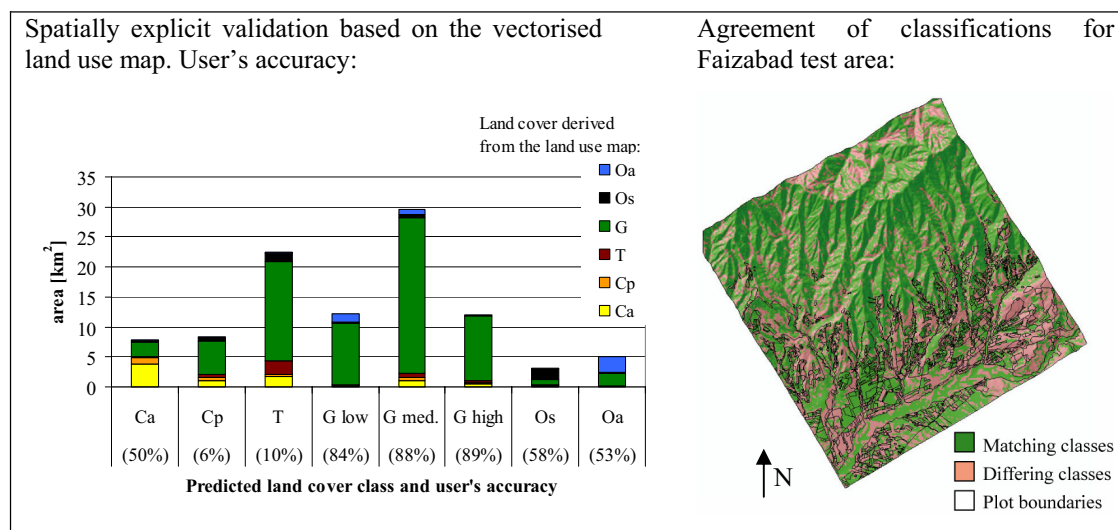 Spatially explicit validation based on the vectorised
land use map. User's accuracy:
Agreement of classifications for
Faizabad test area:
Land cover derived
from the land use map:
Oa
Os
G
T
Cp
Ca
area [km²]
35
30
25
20
15
10
5
0
Ca Cp T G low G med. G high Os Oa
(50%) (6%) (10%) (84%) (88%) (89%) (58%) (53%)
Predicted land cover class and user's accuracy
N
Matching classes
Differing classes
Plot boundaries